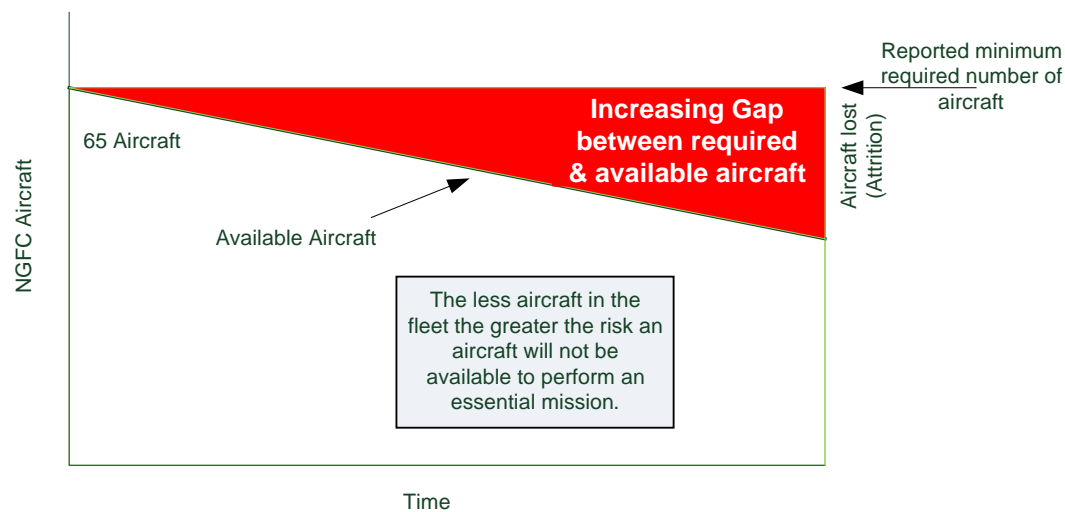 Reported minimum
required number of
aircraft
Increasing Gap
between required
& available aircraft
65 Aircraft
Aircraft lost
(Attrition)
NGFC Aircraft
Available Aircraft
The less aircraft in the
fleet the greater the risk an
aircraft will not be
available to perform an
essential mission.
Time